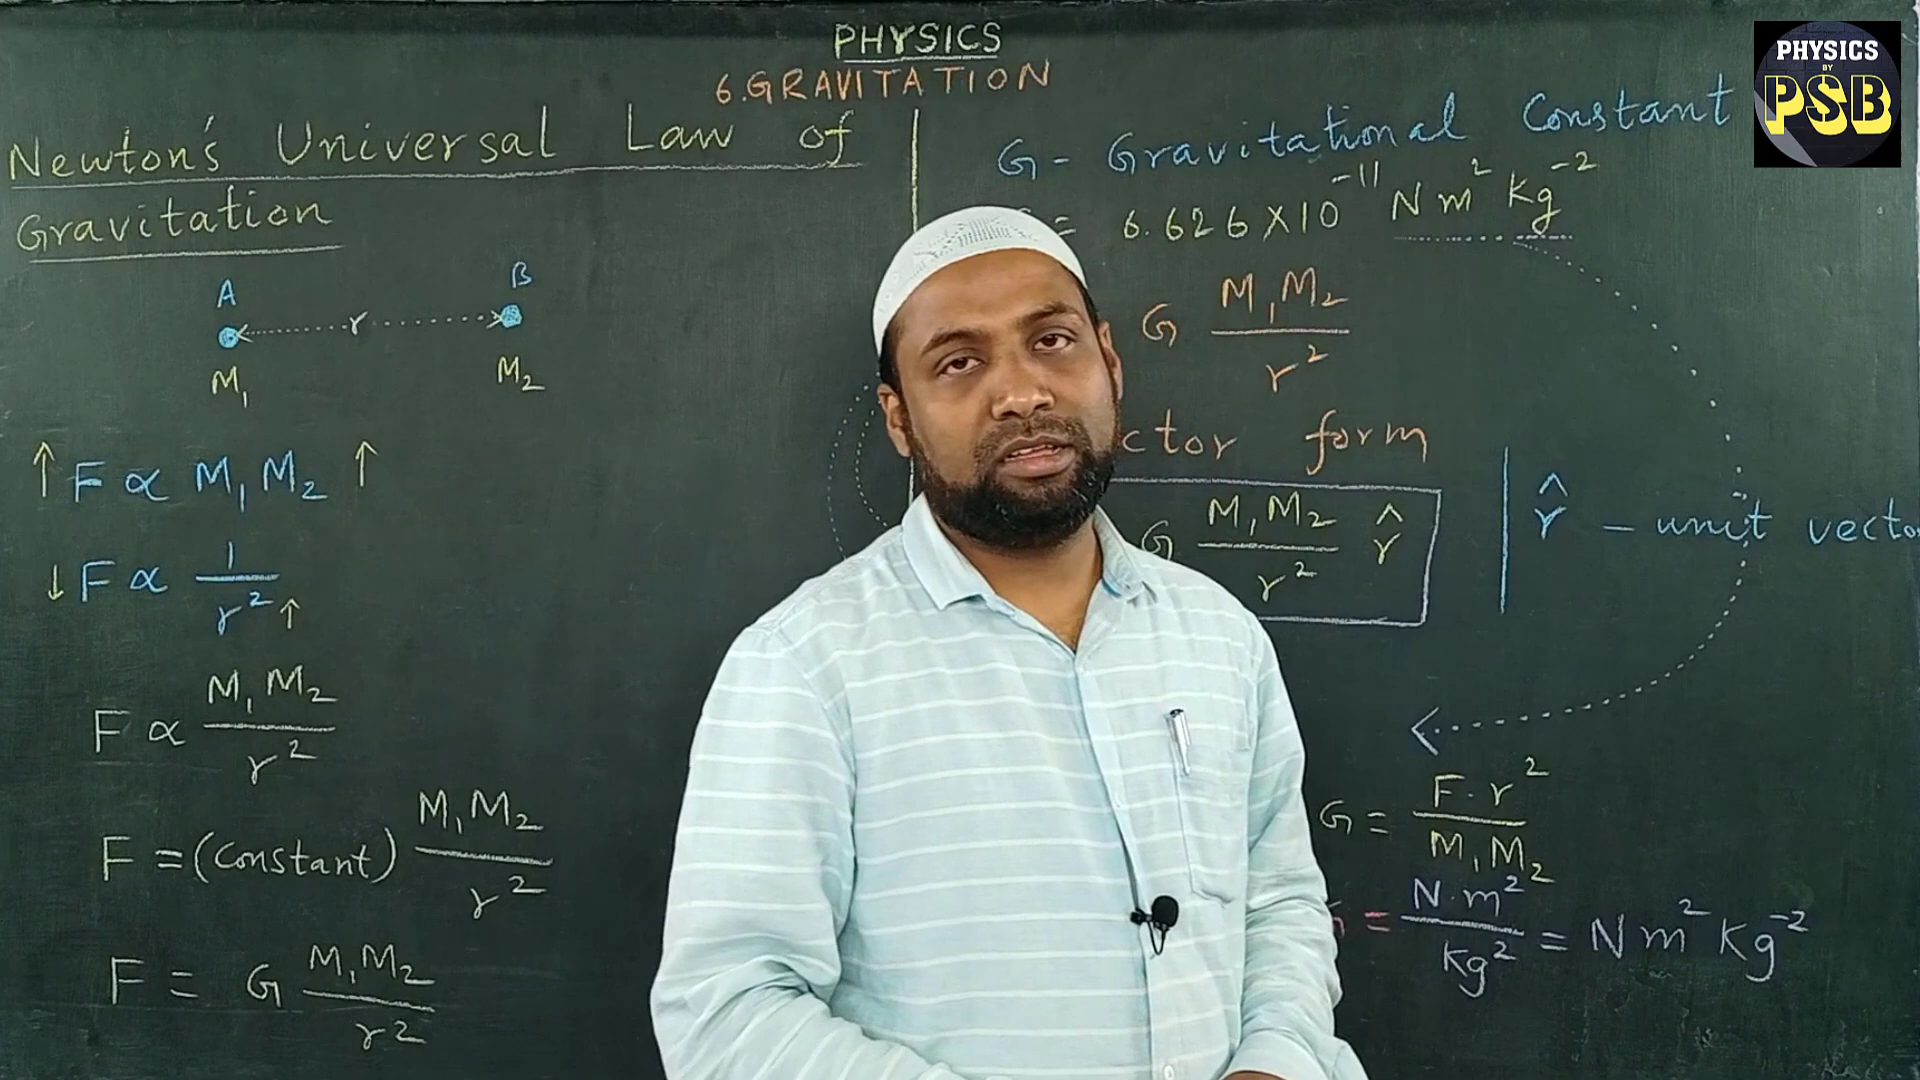 PHYSICS
6.GRAVITATION
PHYSICS
BY
PSB
Newton's Universal Law of
Gravitation
A B
r
M₁ M₂
↑ F ∝ M₁M₂ ↑
↓ F ∝ 1/r² ↑
F ∝ M₁M₂/r²
F = (Constant) M₁M₂/r²
F = G M₁M₂/r²
G - Gravitational Constant
= 6.626×10⁻¹¹ Nm² kg⁻²
G M₁M₂/r²
ctor form
G M₁M₂/r² r̂
r̂ - unit vecto
G = F·r²/M₁M₂
= N·m²/kg² = Nm² kg⁻²